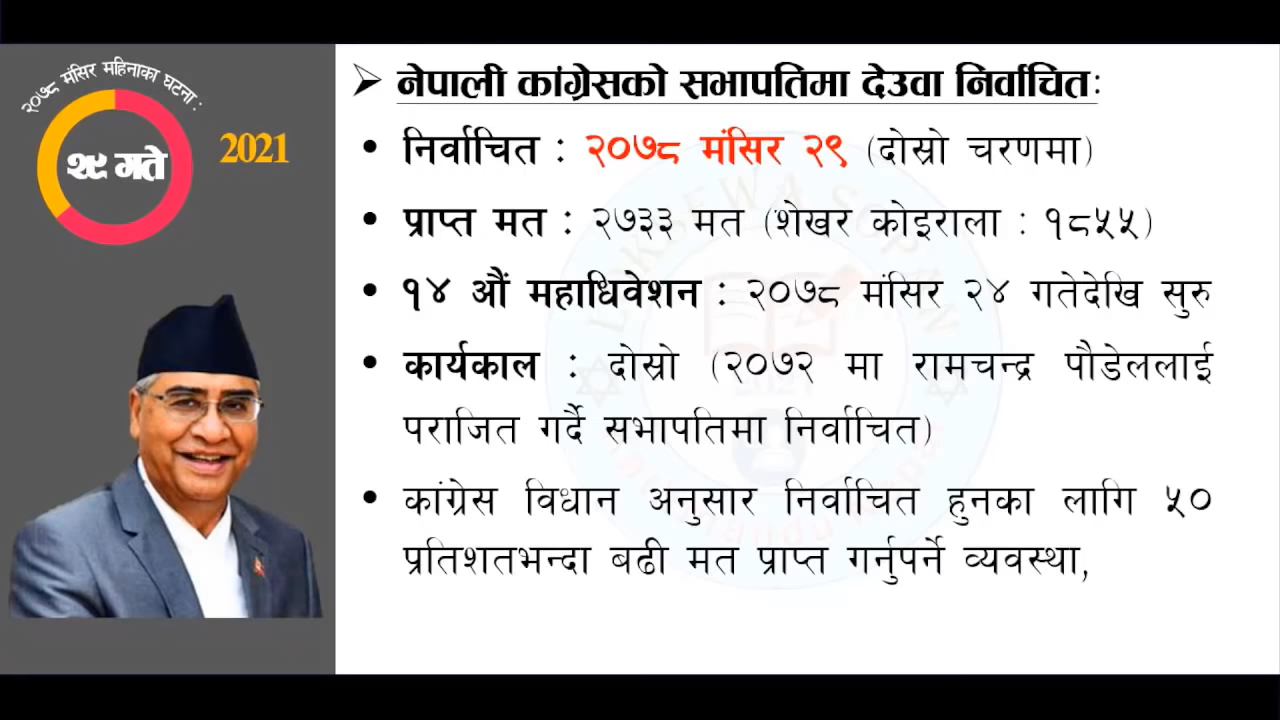 २०७८ मंसिर महिनाका घटना :
२९ गते
2021
नेपाली कांग्रेसको सभापतिमा देउवा निर्वाचितः
निर्वाचित : २०७८ मंसिर २९ (दोस्रो चरणमा)
प्राप्त मत : २७३३ मत (शेखर कोइराला : १८५५)
१४ औं महाधिवेशन : २०७८ मंसिर २४ गतेदेखि सुरु
कार्यकाल : दोस्रो (२०७२ मा रामचन्द्र पौडेललाई
पराजित गर्दै सभापतिमा निर्वाचित)
कांग्रेस विधान अनुसार निर्वाचित हुनका लागि ५०
प्रतिशतभन्दा बढी मत प्राप्त गर्नुपर्ने व्यवस्था,